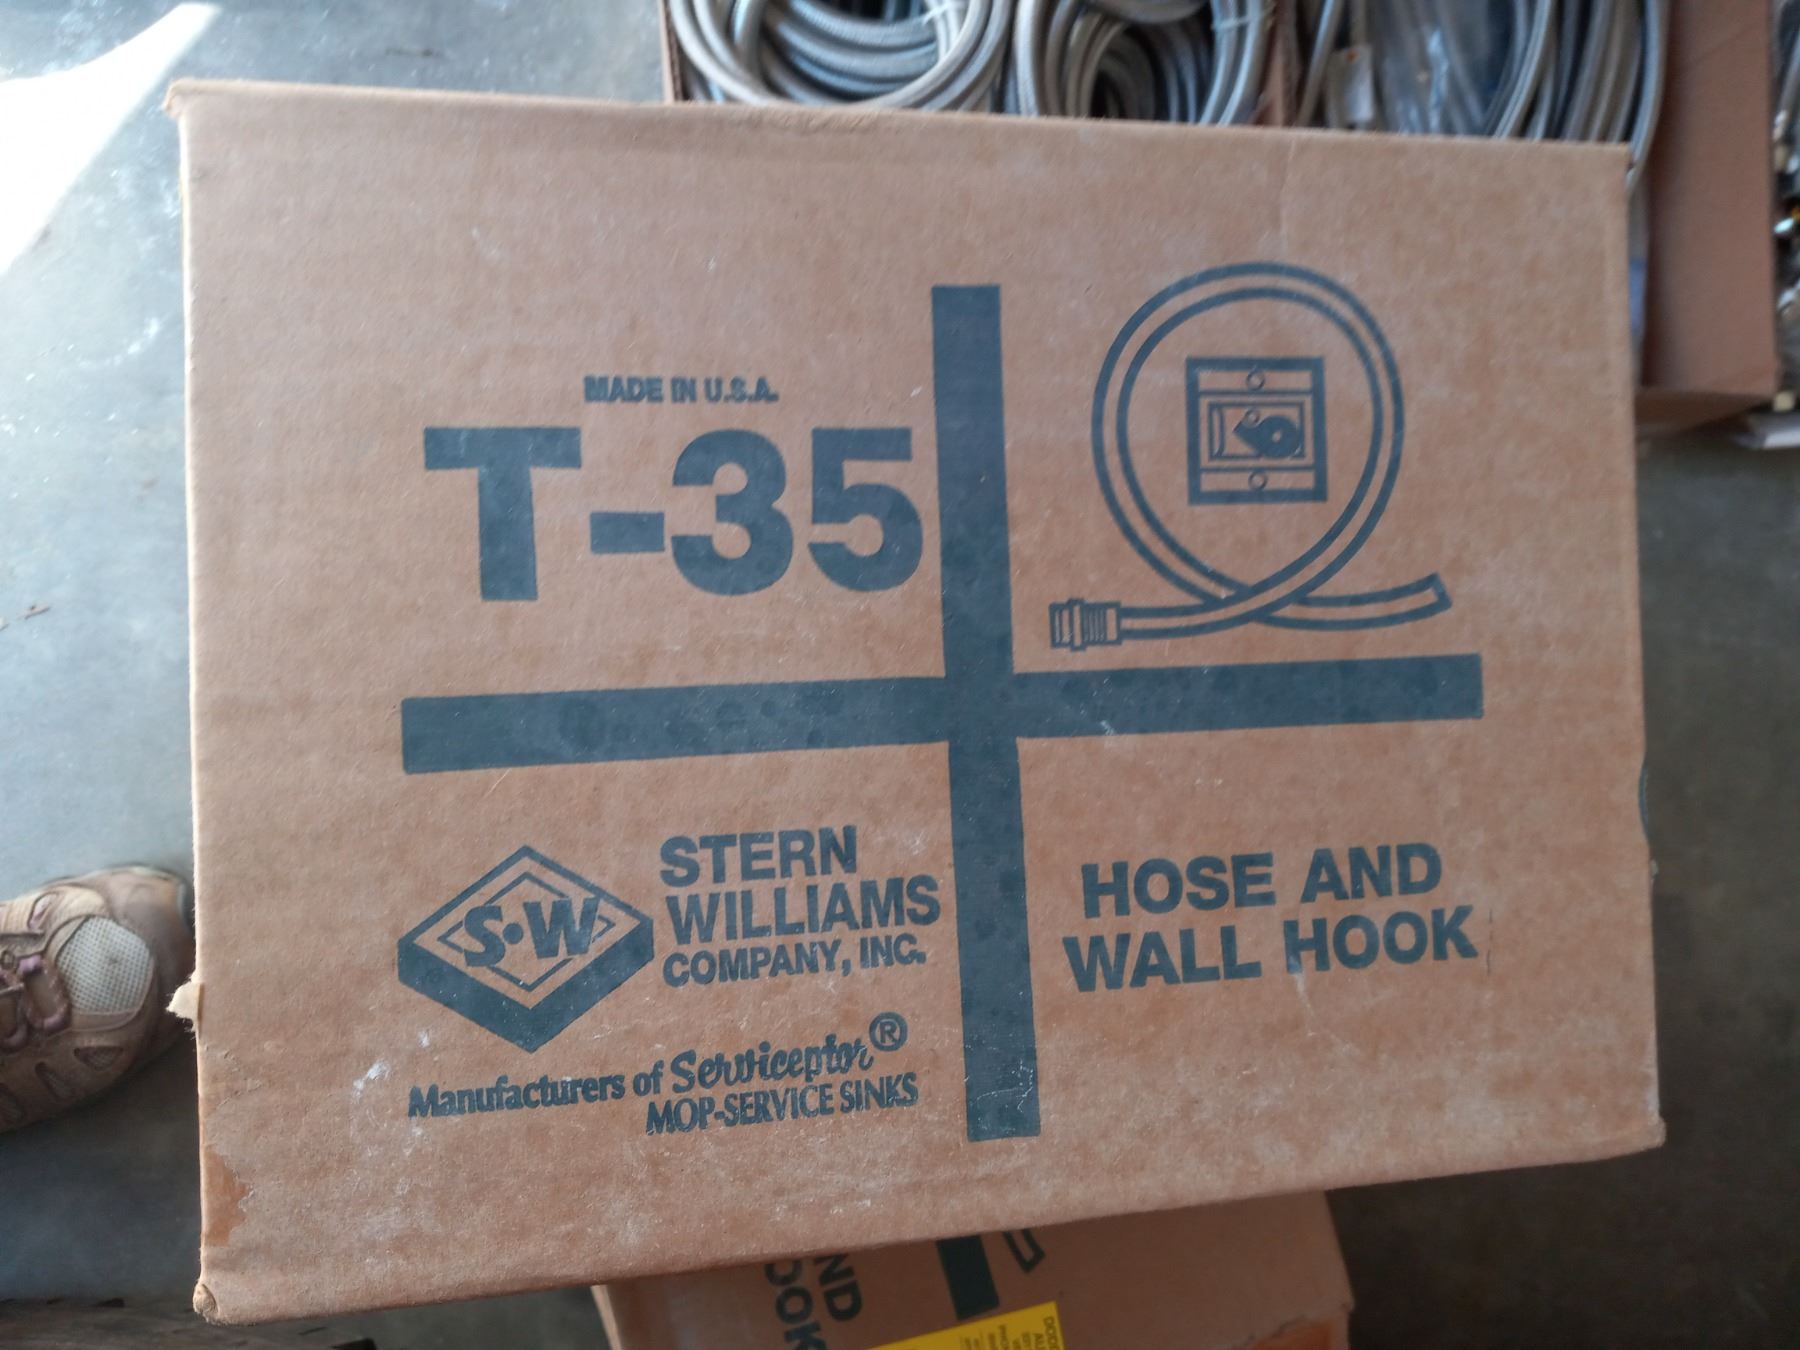 MADE IN U.S.A.
T-35
S·W
STERN
WILLIAMS
COMPANY, INC.
Manufacturers of Serviceptor®
MOP-SERVICE SINKS
HOSE AND
WALL HOOK